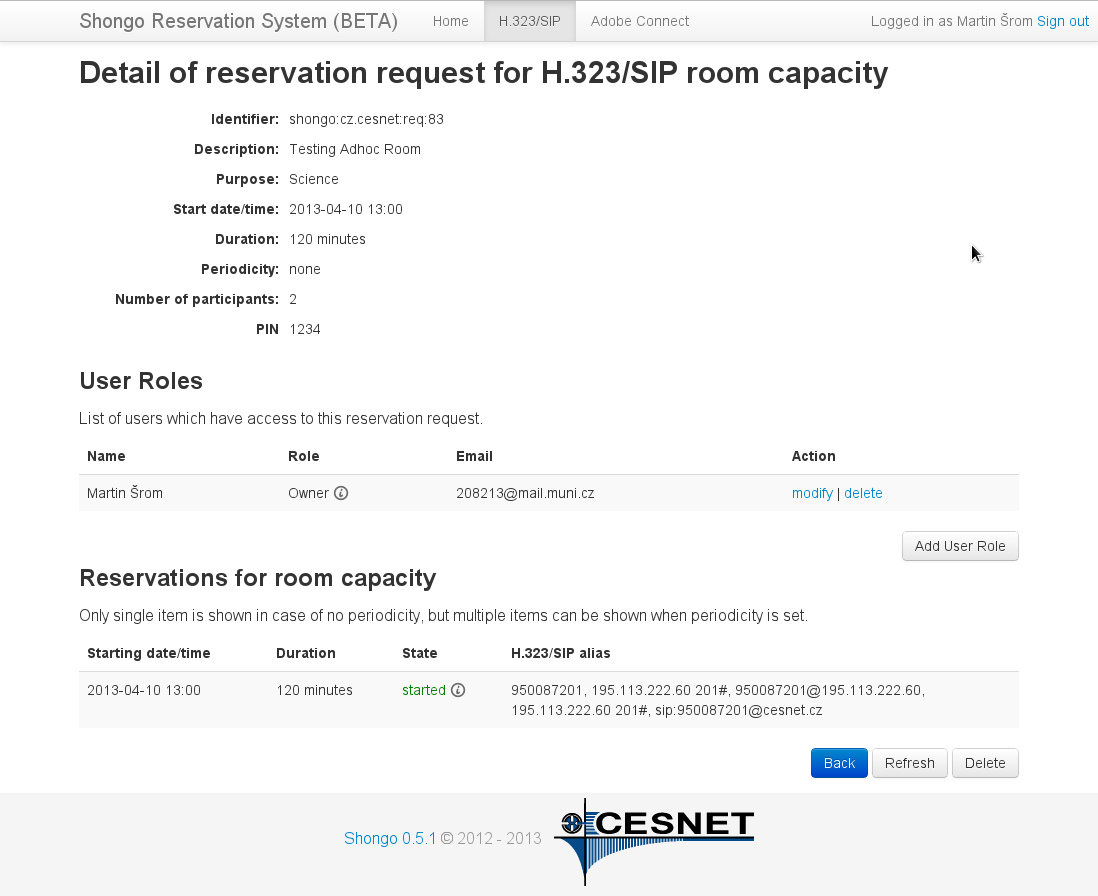 Shongo Reservation System (BETA) Home H.323/SIP Adobe Connect Logged in as Martin Šrom Sign out
Detail of reservation request for H.323/SIP room capacity
Identifier: shongo:cz.cesnet:req:83
Description: Testing Adhoc Room
Purpose: Science
Start date/time: 2013-04-10 13:00
Duration: 120 minutes
Periodicity: none
Number of participants: 2
PIN 1234
User Roles
List of users which have access to this reservation request.
Name Role Email Action
Martin Šrom Owner 208213@mail.muni.cz modify | delete
Add User Role
Reservations for room capacity
Only single item is shown in case of no periodicity, but multiple items can be shown when periodicity is set.
Starting date/time Duration State H.323/SIP alias
2013-04-10 13:00 120 minutes started 950087201, 195.113.222.60 201#, 950087201@195.113.222.60,
195.113.222.60 201#, sip:950087201@cesnet.cz
Back Refresh Delete
Shongo 0.5.1 © 2012 - 2013 CESNET